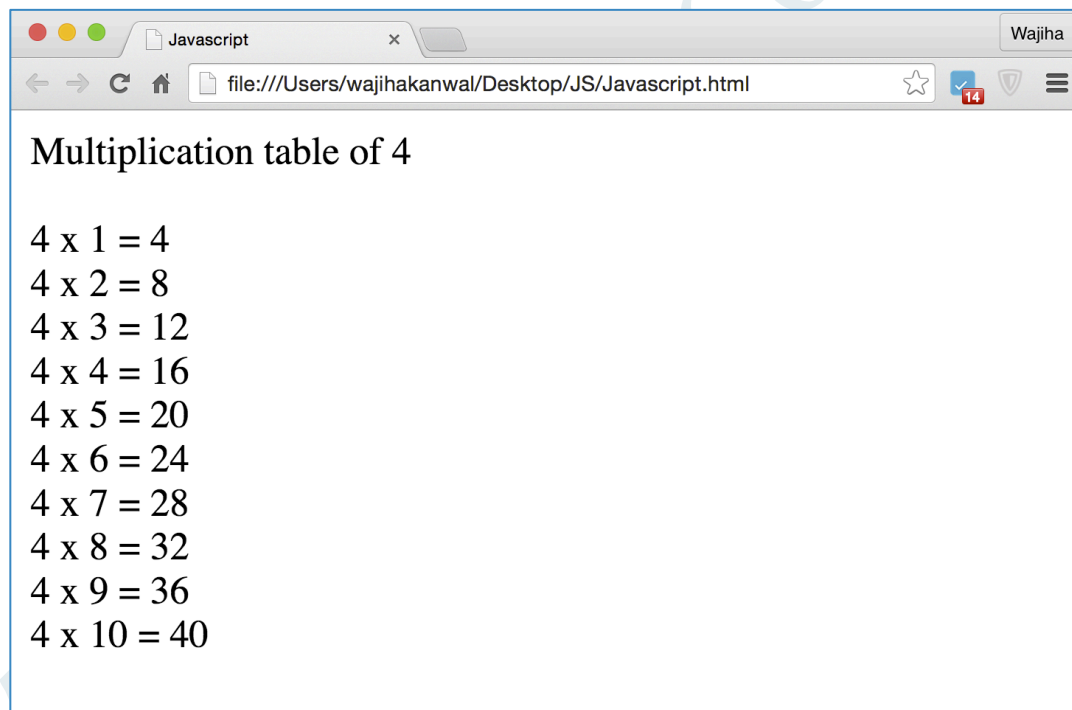 Javascript
Wajiha
file:///Users/wajihakanwal/Desktop/JS/Javascript.html
14
Multiplication table of 4
4 x 1 = 4
4 x 2 = 8
4 x 3 = 12
4 x 4 = 16
4 x 5 = 20
4 x 6 = 24
4 x 7 = 28
4 x 8 = 32
4 x 9 = 36
4 x 10 = 40